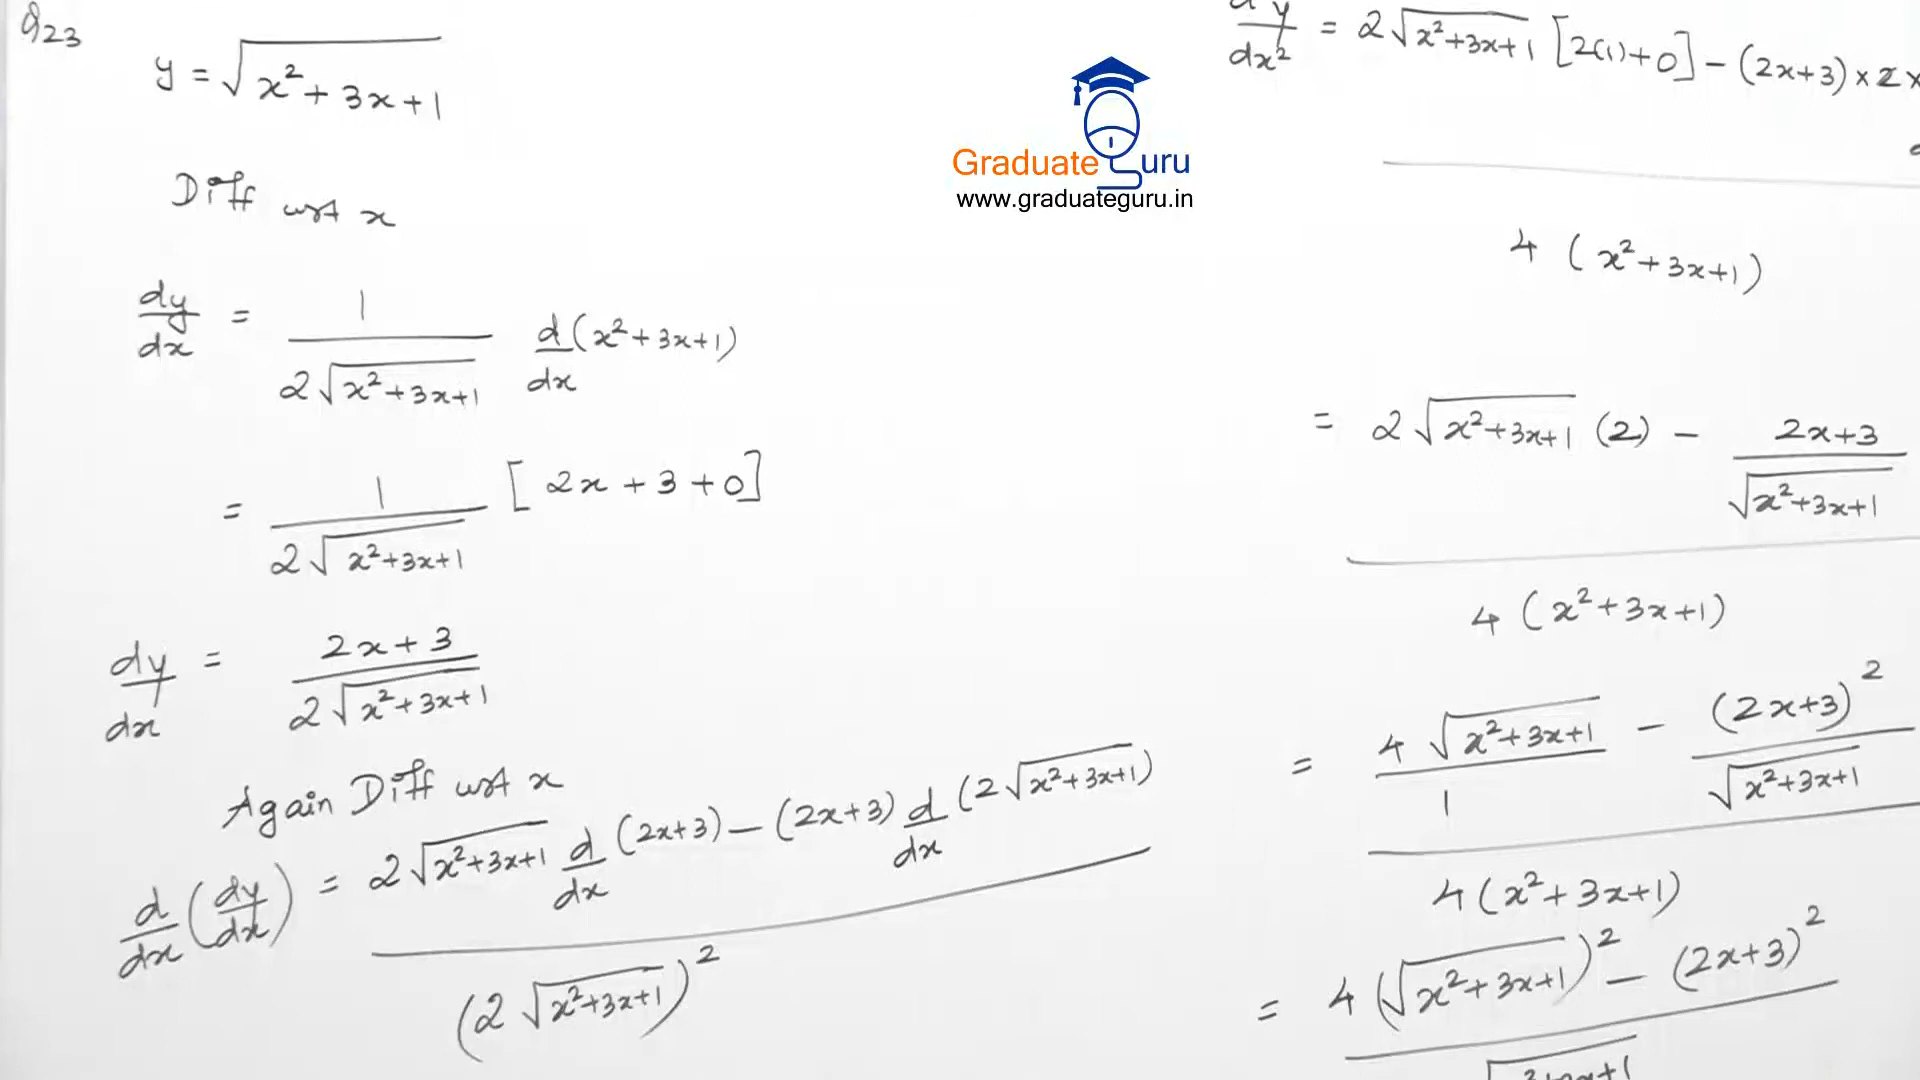 Q23
y = √(x² + 3x + 1)
Diff wrt x
dy/dx = 1/(2√(x²+3x+1)) d/dx (x² + 3x + 1)
= 1/(2√(x²+3x+1)) [2x + 3 + 0]
dy/dx = (2x + 3)/(2√(x²+3x+1))
Again Diff wrt x
d/dx (dy/dx) = (2√(x²+3x+1) d/dx (2x+3) − (2x+3) d/dx (2√(x²+3x+1)))/(2√(x²+3x+1))²
Graduate Guru
www.graduateguru.in
d²y/dx² = 2√(x²+3x+1) [2(1)+0] − (2x+3) × 2 ×
4 (x²+3x+1)
= (2√(x²+3x+1) (2) − (2x+3)/√(x²+3x+1))/(4 (x²+3x+1))
= (4√(x²+3x+1)/1 − (2x+3)²/√(x²+3x+1))/(4(x²+3x+1))
= 4(√(x²+3x+1))² − (2x+3)²